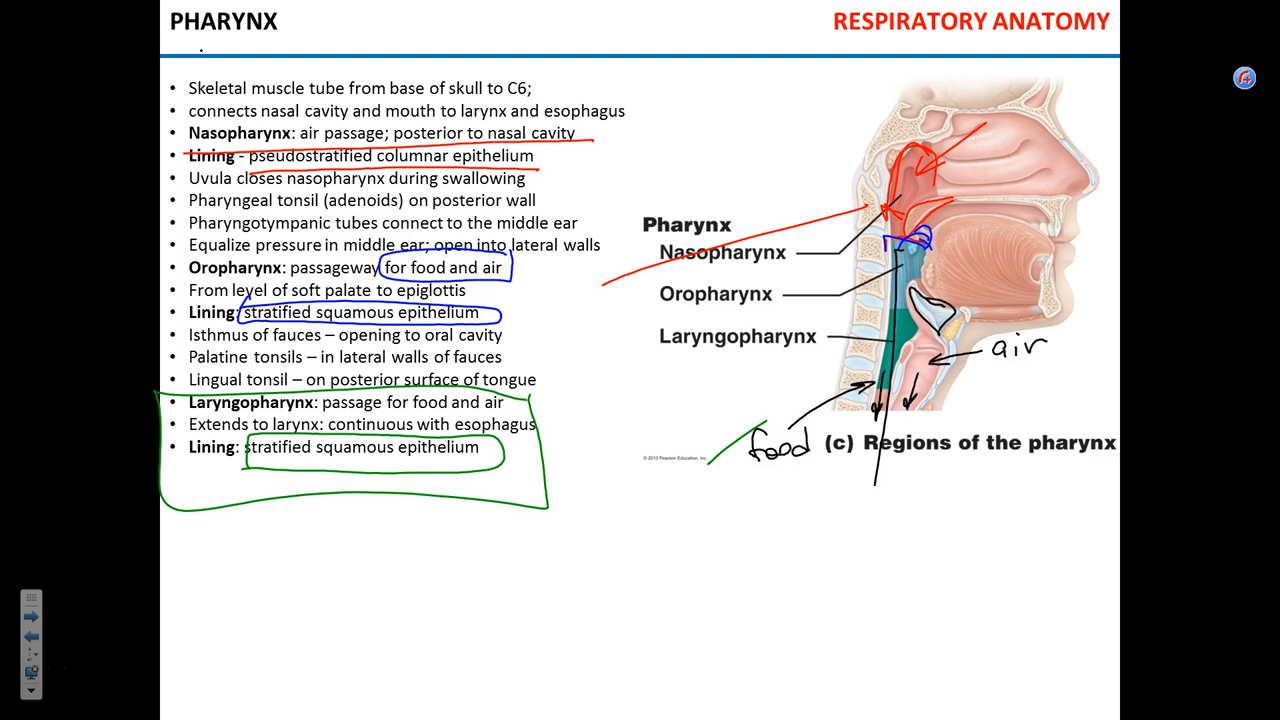 PHARYNX
RESPIRATORY ANATOMY
• Skeletal muscle tube from base of skull to C6;
• connects nasal cavity and mouth to larynx and esophagus
• Nasopharynx: air passage; posterior to nasal cavity
• Lining - pseudostratified columnar epithelium
• Uvula closes nasopharynx during swallowing
• Pharyngeal tonsil (adenoids) on posterior wall
• Pharyngotympanic tubes connect to the middle ear
• Equalize pressure in middle ear; open into lateral walls
• Oropharynx: passageway for food and air
• From level of soft palate to epiglottis
• Lining: stratified squamous epithelium
• Isthmus of fauces – opening to oral cavity
• Palatine tonsils – in lateral walls of fauces
• Lingual tonsil – on posterior surface of tongue
• Laryngopharynx: passage for food and air
• Extends to larynx: continuous with esophagus
• Lining: stratified squamous epithelium
Pharynx
Nasopharynx
Oropharynx
Laryngopharynx
air
food
(c) Regions of the pharynx
© 2013 Pearson Education, Inc.